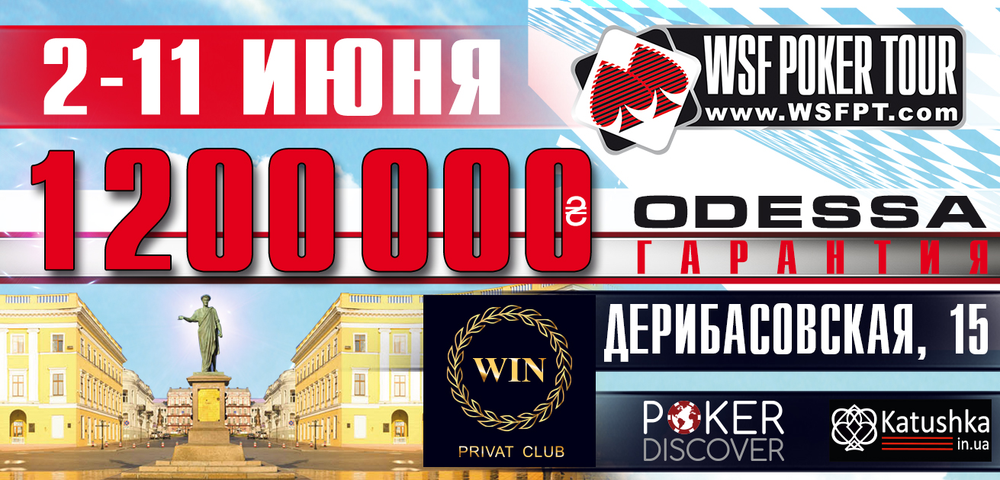 2-11 ИЮНЯ
WSF POKER TOUR
www.WSFPT.com
1200000₴
ODESSA
ГАРАНТИЯ
ДЕРИБАСОВСКАЯ, 15
WIN
PRIVAT CLUB
POKER
DISCOVER
Katushka
in.ua